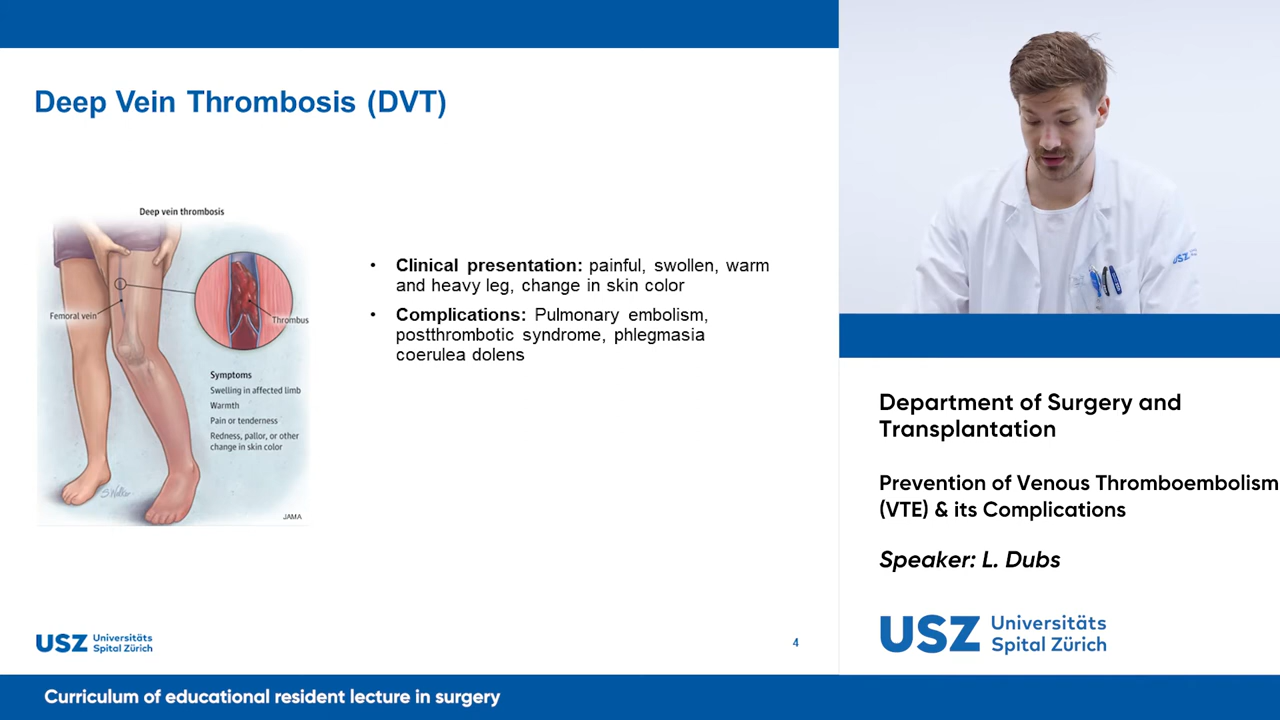 Deep Vein Thrombosis (DVT)
Deep vein thrombosis
Femoral vein
Thrombus
Symptoms
Swelling in affected limb
Warmth
Pain or tenderness
Redness, pallor, or other
change in skin color
JAMA
• Clinical presentation: painful, swollen, warm
and heavy leg, change in skin color
• Complications: Pulmonary embolism,
postthrombotic syndrome, phlegmasia
coerulea dolens
USZ Universitäts
Spital Zürich
4
USZ
Department of Surgery and
Transplantation
Prevention of Venous Thromboembolism
(VTE) & its Complications
Speaker: L. Dubs
USZ Universitäts
Spital Zürich
Curriculum of educational resident lecture in surgery